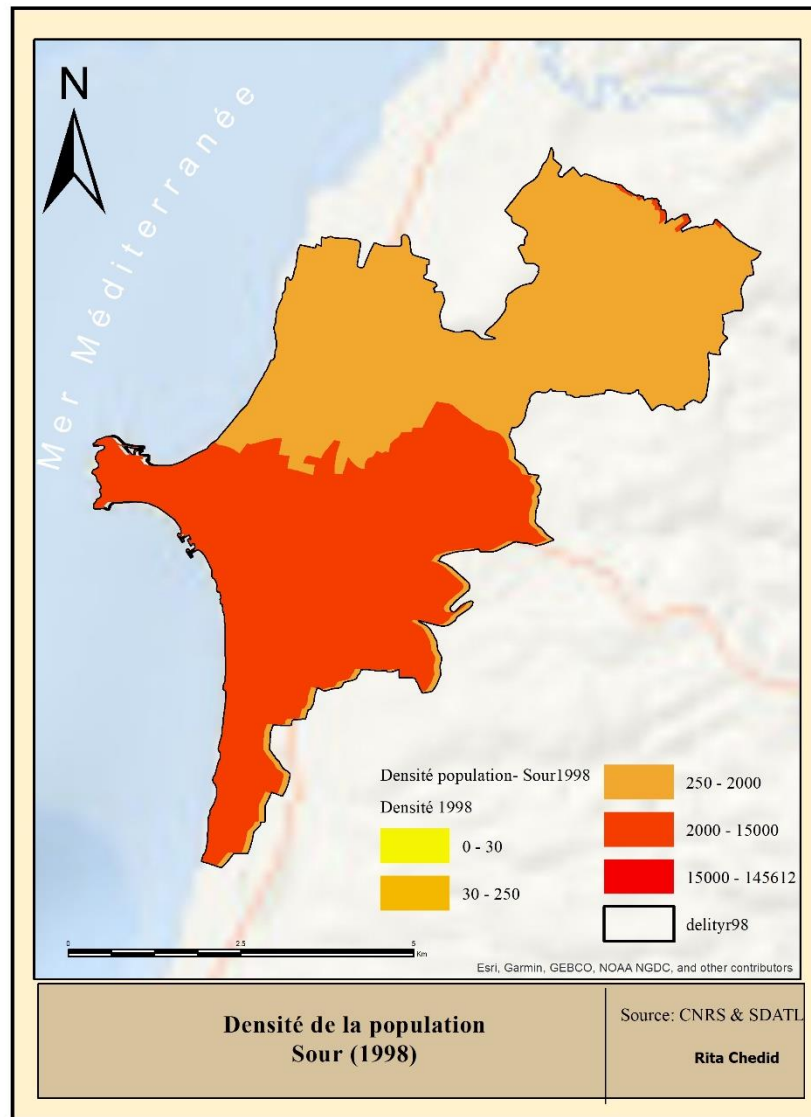 N
Mer Méditerranée
Densité population- Sour1998
Densité 1998
0 - 30
30 - 250
250 - 2000
2000 - 15000
15000 - 145612
delityr98
0 2.5 5
Km
Esri, Garmin, GEBCO, NOAA NGDC, and other contributors
Densité de la population
Sour (1998)
Source: CNRS & SDATL
Rita Chedid